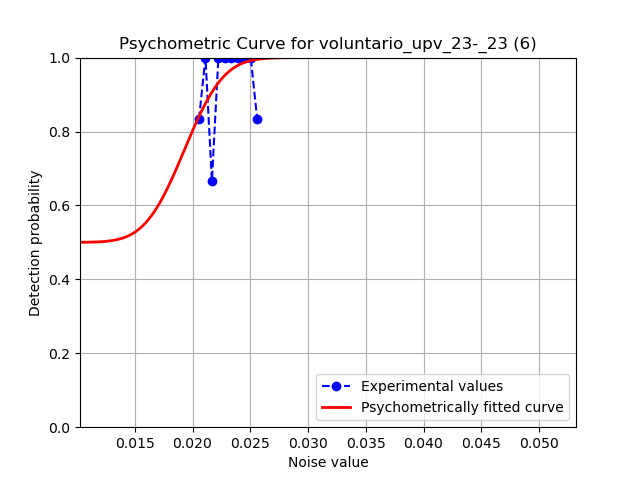 Psychometric Curve for voluntario_upv_23-_23 (6)
Detection probability
1.0
0.8
0.6
0.4
0.2
0.0
Experimental values
Psychometrically fitted curve
0.015 0.020 0.025 0.030 0.035 0.040 0.045 0.050
Noise value